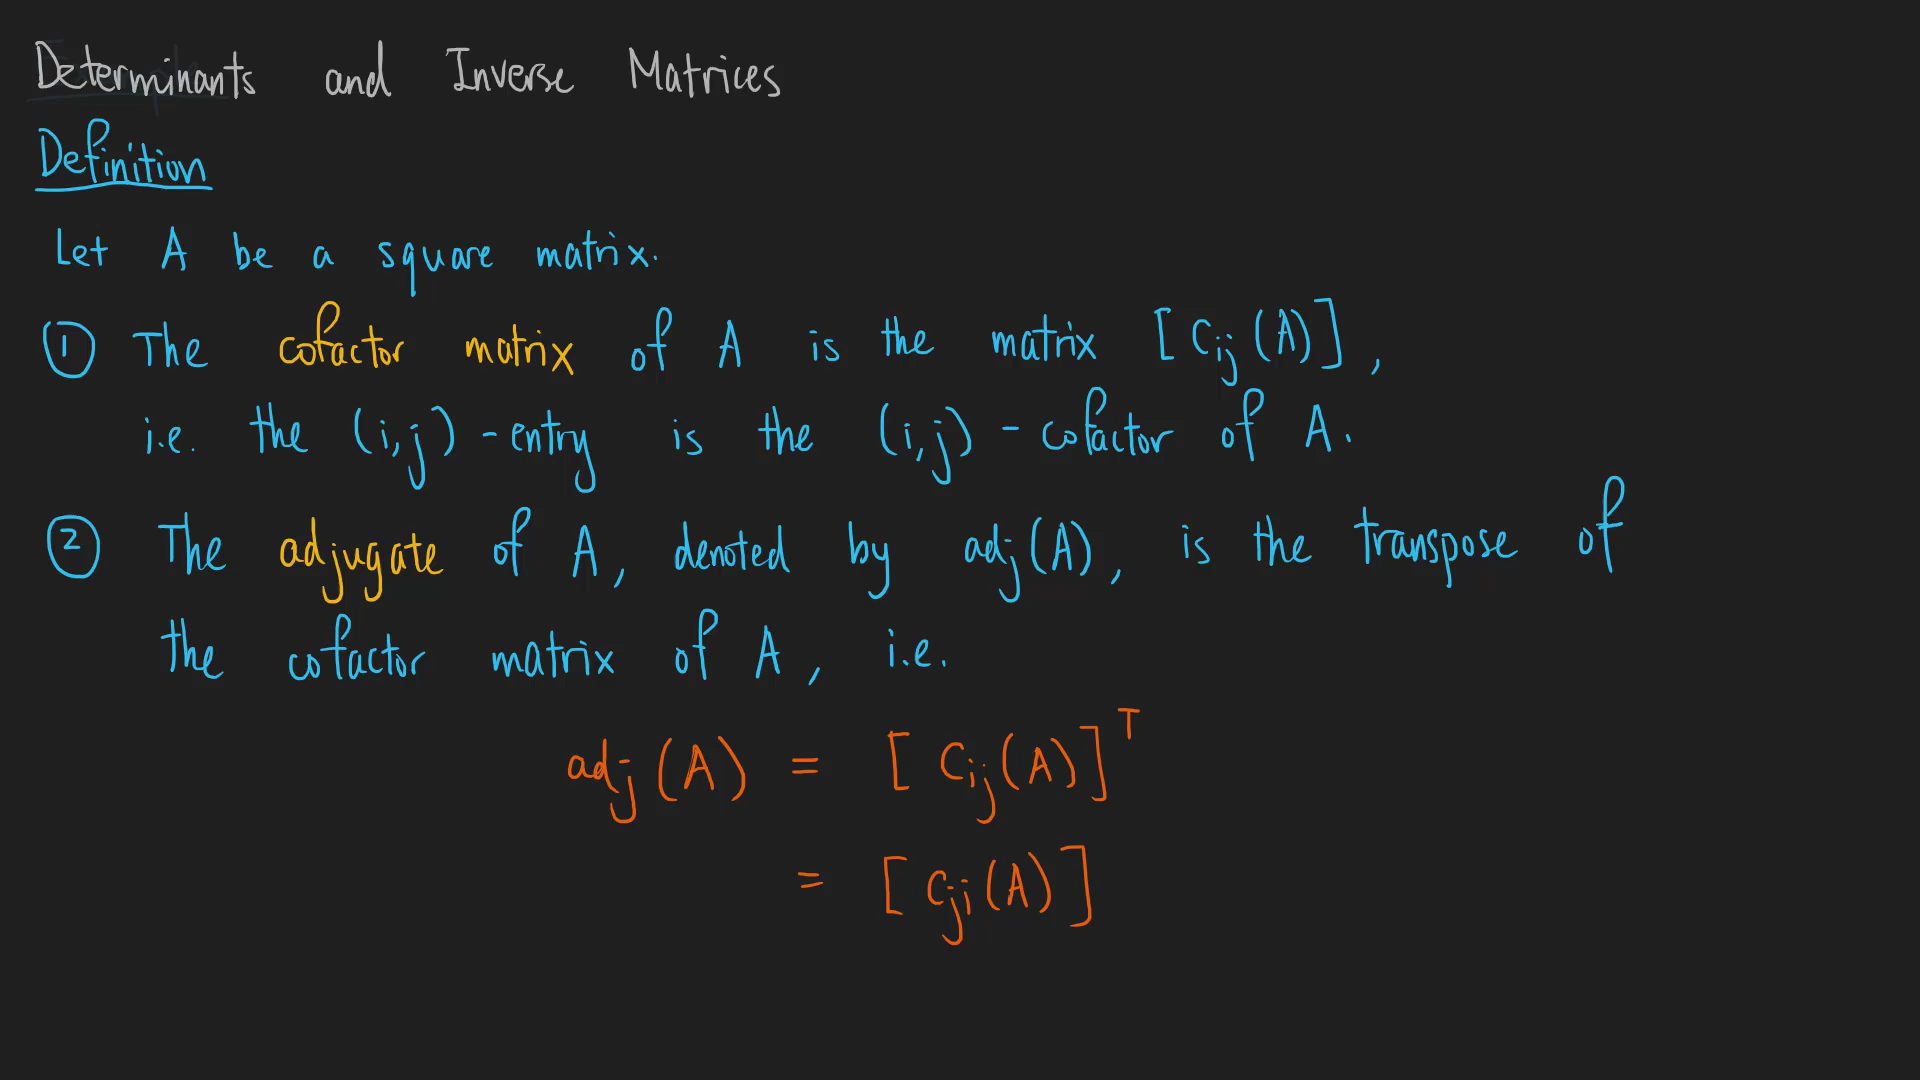 Determinants and Inverse Matrices
Definition
Let A be a square matrix.
① The cofactor matrix of A is the matrix [Cij(A)],
i.e. the (i,j)-entry is the (i,j)-cofactor of A.
② The adjugate of A, denoted by adj(A), is the transpose of
the cofactor matrix of A, i.e.
adj(A) = [Cij(A)]ᵀ
= [Cji(A)]